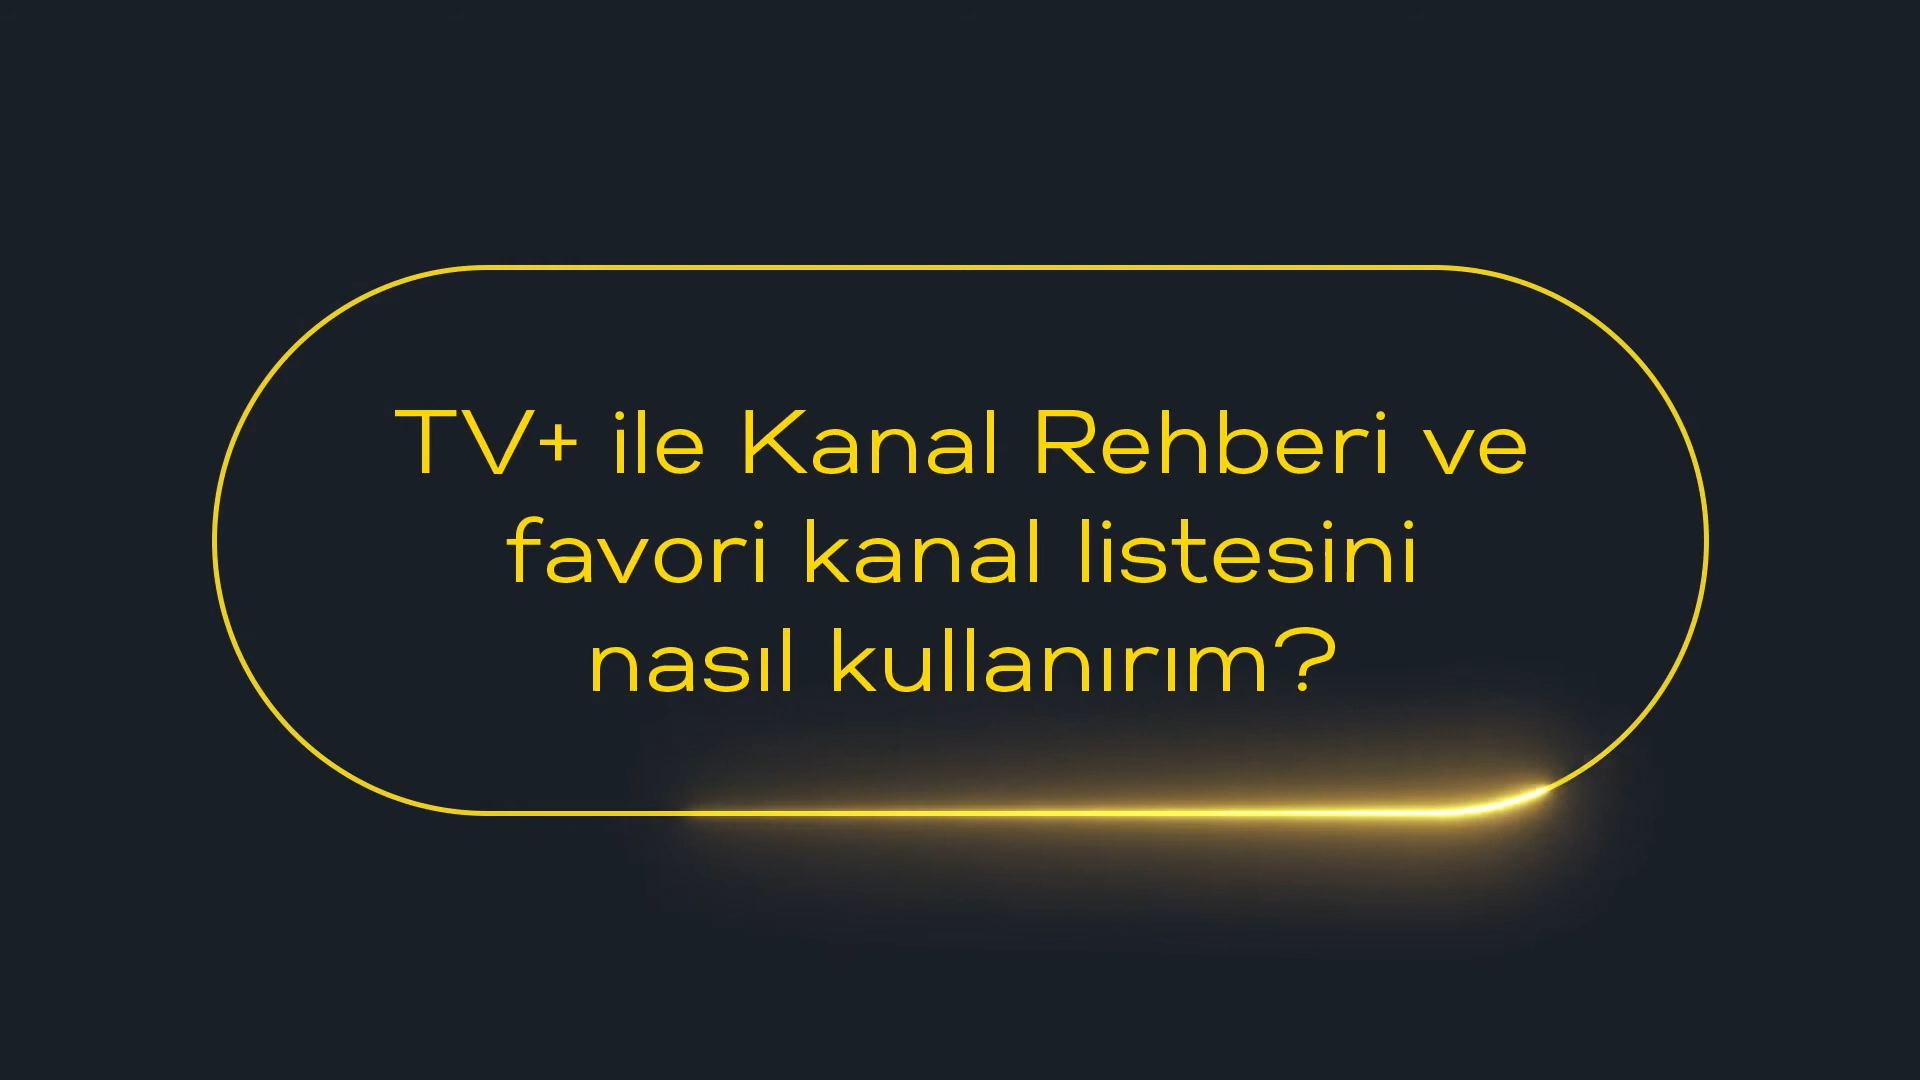 TV+ ile Kanal Rehberi ve
favori kanal listesini
nasıl kullanırım?